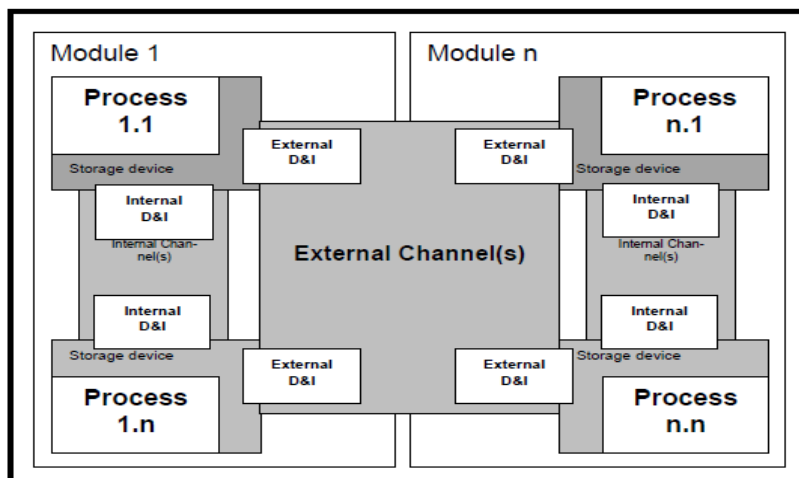 Module 1
Module n
Process
1.1
Process
n.1
External
D&I
External
D&I
Storage device
Storage device
Internal
D&I
Internal
D&I
Internal Chan-
nel(s)
Internal Chan-
nel(s)
External Channel(s)
Internal
D&I
Internal
D&I
Storage device
Storage device
External
D&I
External
D&I
Process
1.n
Process
n.n